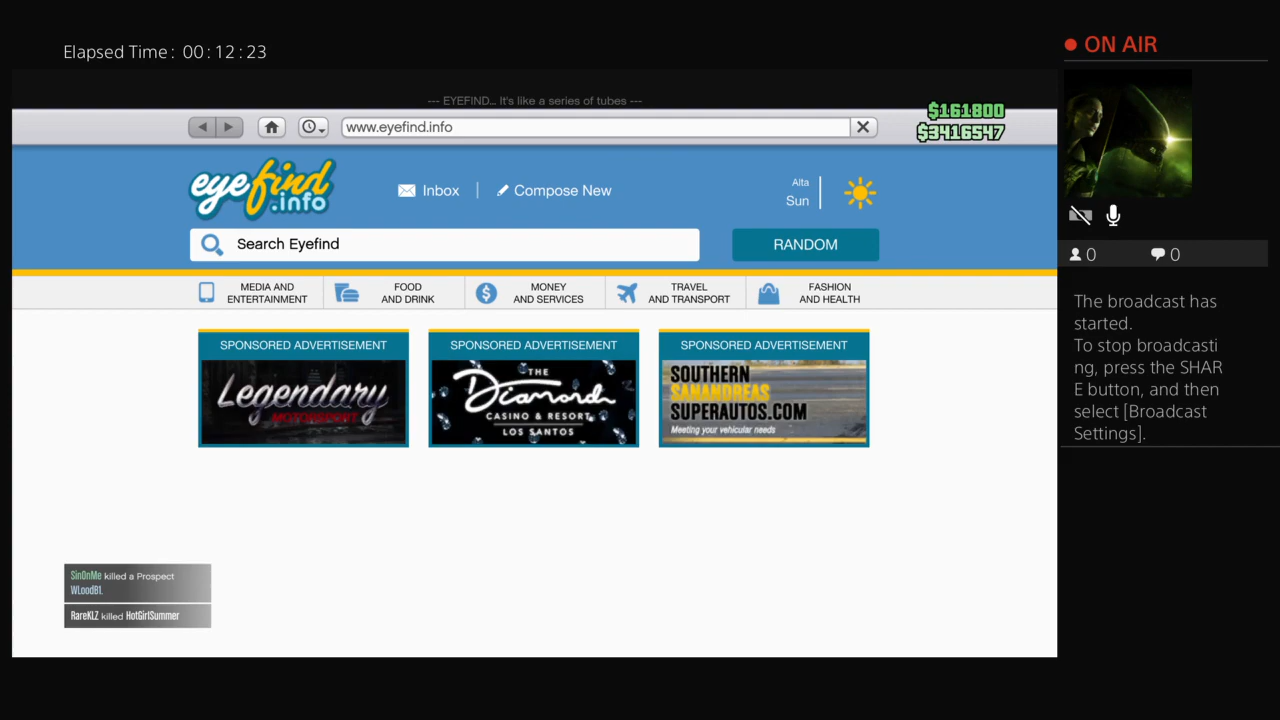 Elapsed Time: 00:12:23
ON AIR
--- EYEFIND... It's like a series of tubes ---
www.eyefind.info
$161800
$3416547
eyefind
.info
Inbox
Compose New
Alta
Sun
Search Eyefind
RANDOM
0
0
MEDIA AND
ENTERTAINMENT
FOOD
AND DRINK
MONEY
AND SERVICES
TRAVEL
AND TRANSPORT
FASHION
AND HEALTH
The broadcast has
started.
To stop broadcasti
ng, press the SHAR
E button, and then
select [Broadcast
Settings].
SPONSORED ADVERTISEMENT
Legendary
MOTORSPORT
SPONSORED ADVERTISEMENT
THE
Diamond
CASINO & RESORT
LOS SANTOS
SPONSORED ADVERTISEMENT
SOUTHERN
SANANDREAS
SUPERAUTOS.COM
Meeting your vehicular needs
Sin0nMe killed a Prospect
WLoodB1.
RareKLZ killed HotGirlSummer